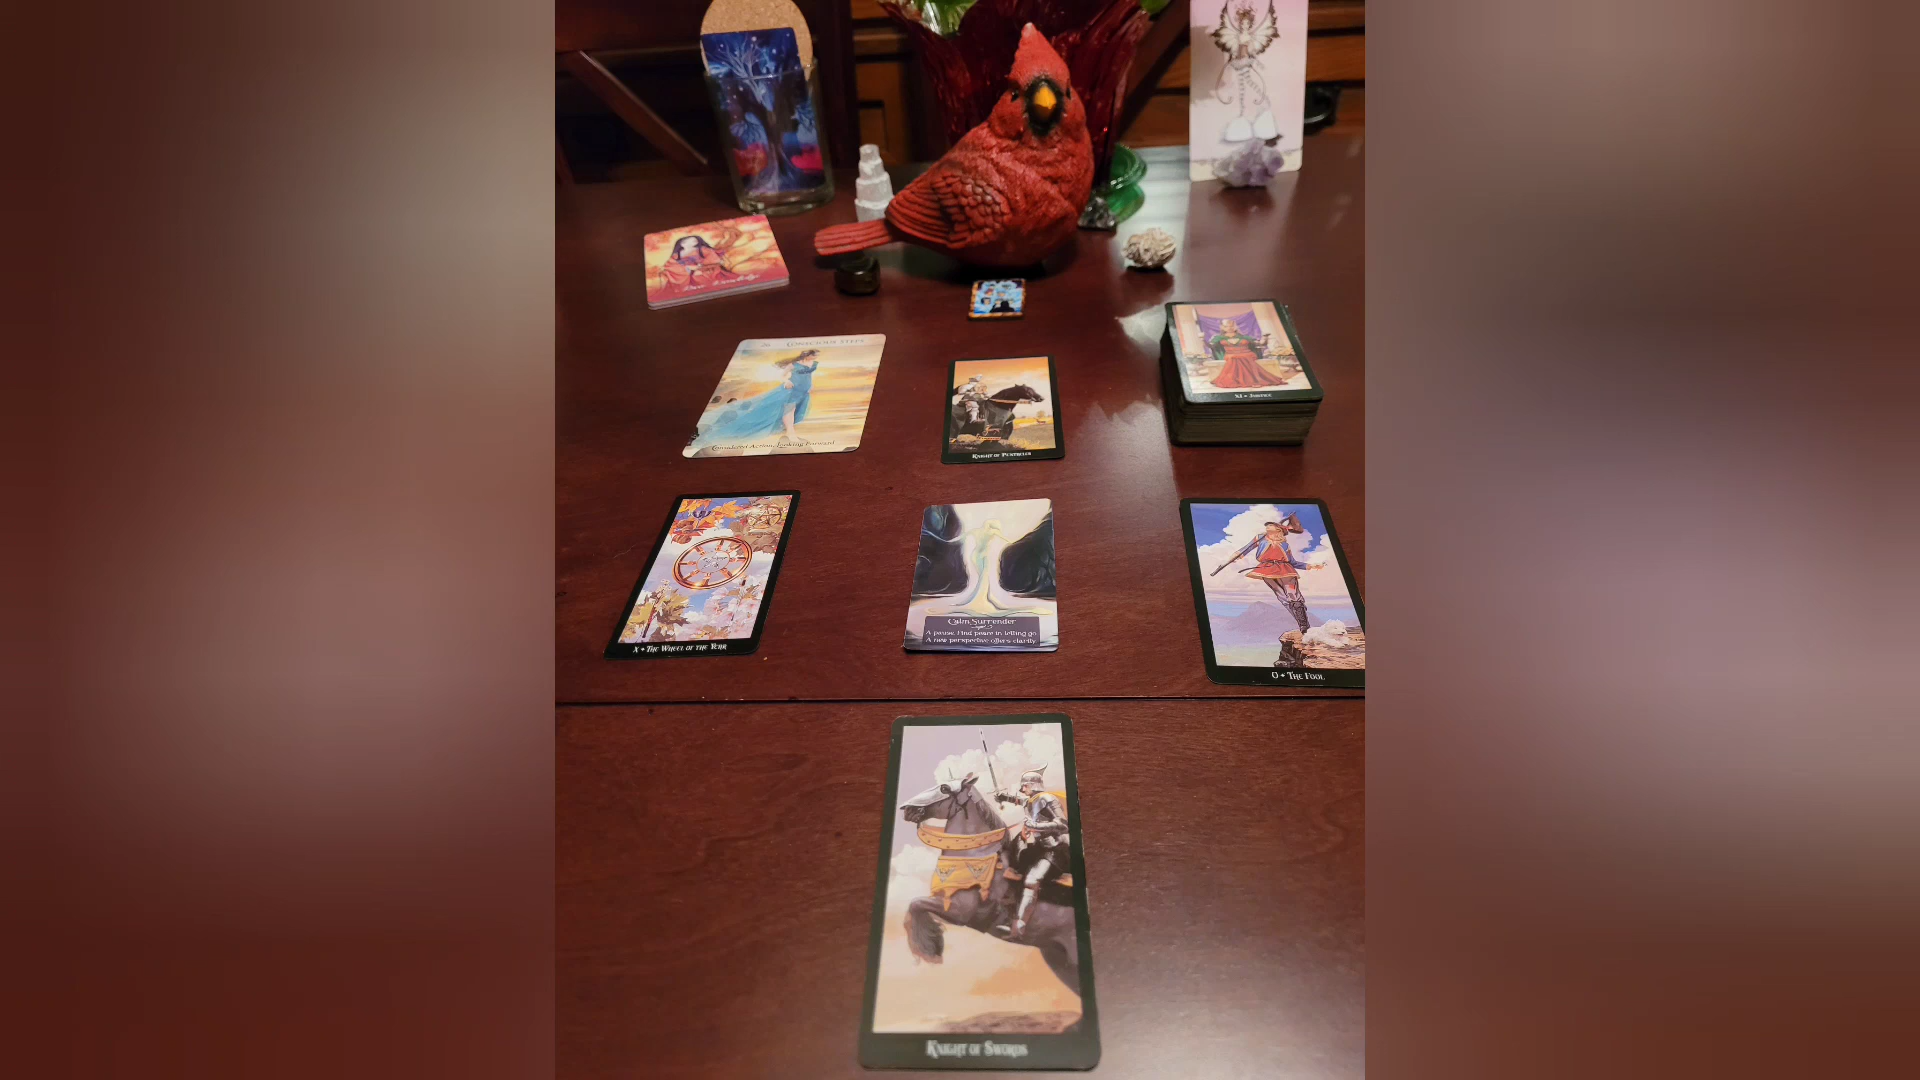 26 CONSCIOUS STEPS
Considered Action, Looking Forward
KNIGHT OF PENTACLES
XI ✦ JUSTICE
X ✦ THE WHEEL OF THE YEAR
Calm Surrender
A pause. Find peace in letting go
A new perspective offers clarity
0 ✦ THE FOOL
KNIGHT OF SWORDS